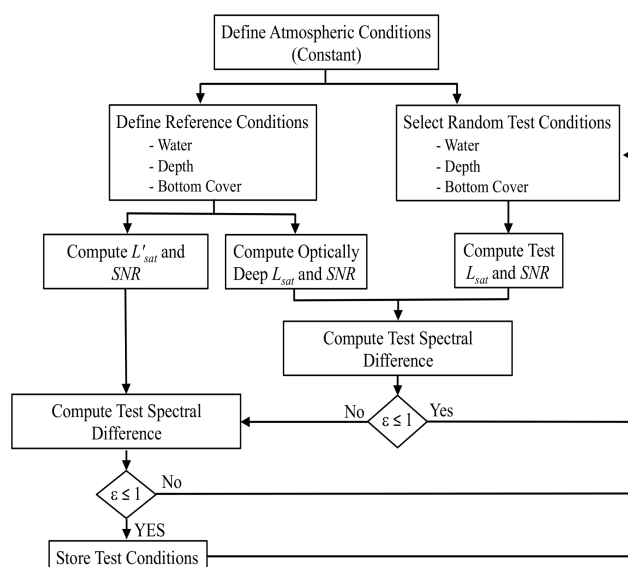 Define Atmospheric Conditions
(Constant)
Define Reference Conditions
- Water
- Depth
- Bottom Cover
Select Random Test Conditions
- Water
- Depth
- Bottom Cover
Compute L'sat and
SNR
Compute Optically
Deep Lsat and SNR
Compute Test
Lsat and SNR
Compute Test Spectral
Difference
No
ε ≤ 1
Yes
Compute Test Spectral
Difference
ε ≤ 1
No
YES
Store Test Conditions